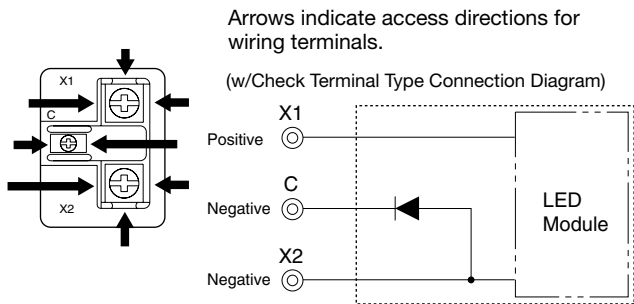 Arrows indicate access directions for
wiring terminals.
(w/Check Terminal Type Connection Diagram)
X1
C
X2
X1
Positive
C
Negative
X2
Negative
LED
Module